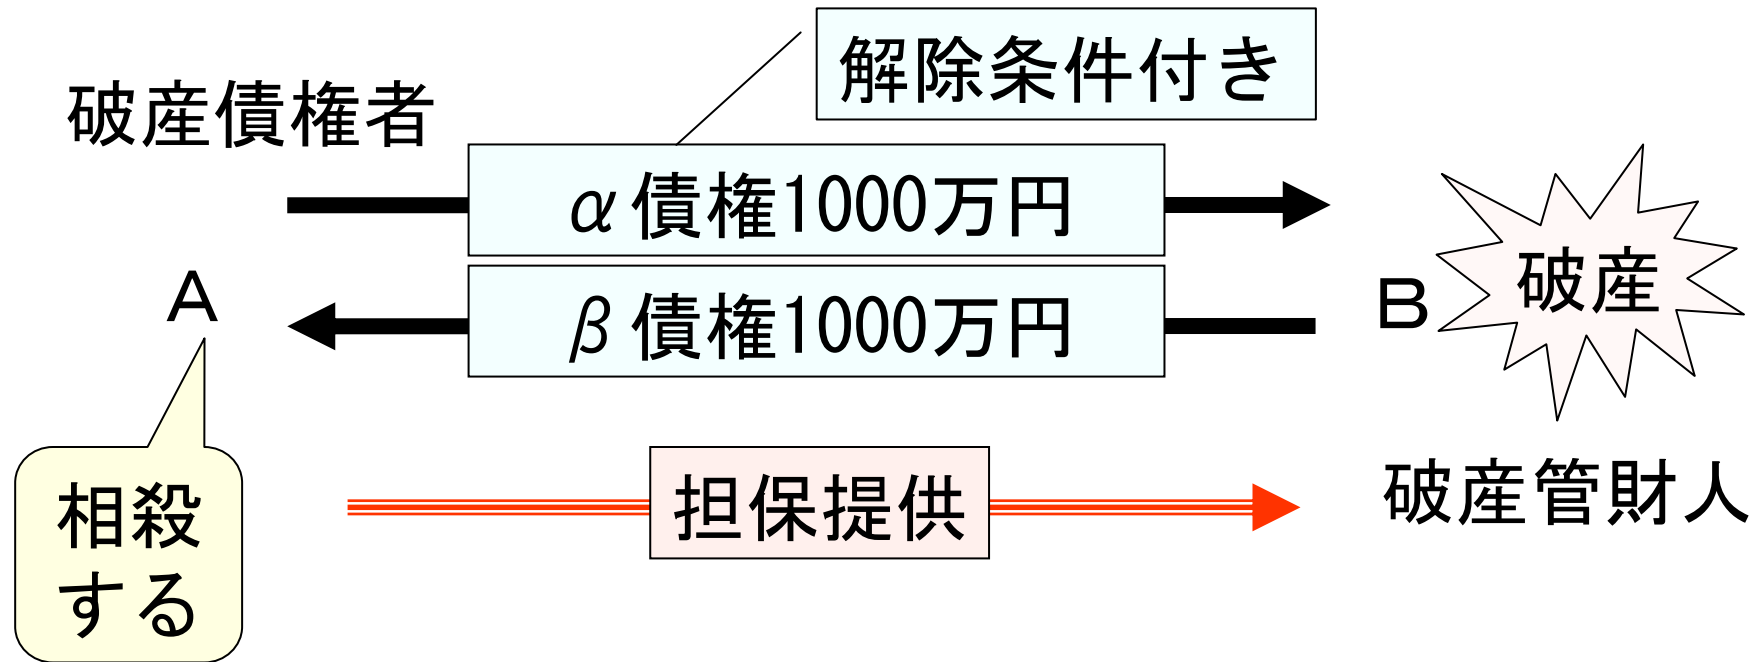 解除条件付き
破産債権者
α債権1000万円
A
β債権1000万円
B
破産
相殺
する
担保提供
破産管財人